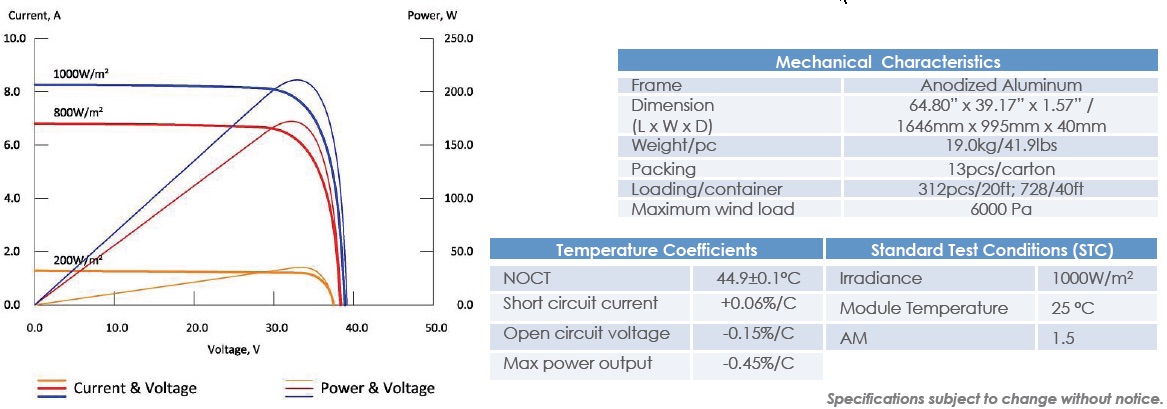 Current, A
Power, W
10.0
250.0
1000W/m²
8.0
200.0
800W/m²
6.0
150.0
4.0
100.0
2.0
50.0
200W/m²
0.0
0.0
0.0
10.0
20.0
30.0
40.0
50.0
Voltage, V
Current & Voltage
Power & Voltage
Mechanical Characteristics
Frame Anodized Aluminum
Dimension 64.80” x 39.17” x 1.57” /
(L x W x D) 1646mm x 995mm x 40mm
Weight/pc 19.0kg/41.9lbs
Packing 13pcs/carton
Loading/container 312pcs/20ft; 728/40ft
Maximum wind load 6000 Pa
Temperature Coefficients
NOCT 44.9±0.1°C
Short circuit current +0.06%/C
Open circuit voltage -0.15%/C
Max power output -0.45%/C
Standard Test Conditions (STC)
Irradiance 1000W/m²
Module Temperature 25 °C
AM 1.5
Specifications subject to change without notice.